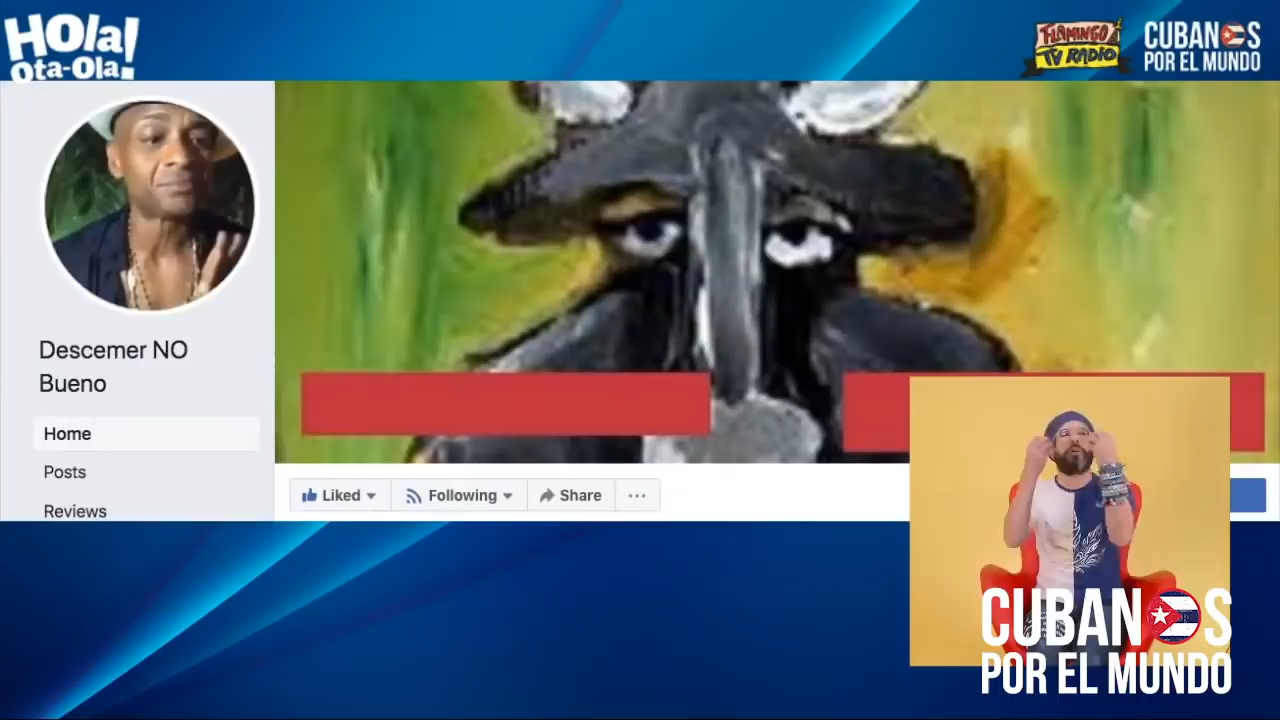 HOla!
Ota-Ola!
FLAMINGO
TV RADIO
CUBANOS
POR EL MUNDO
Descemer NO
Bueno
Home
Posts
Reviews
Liked
Following
Share
CUBANOS
POR EL MUNDO